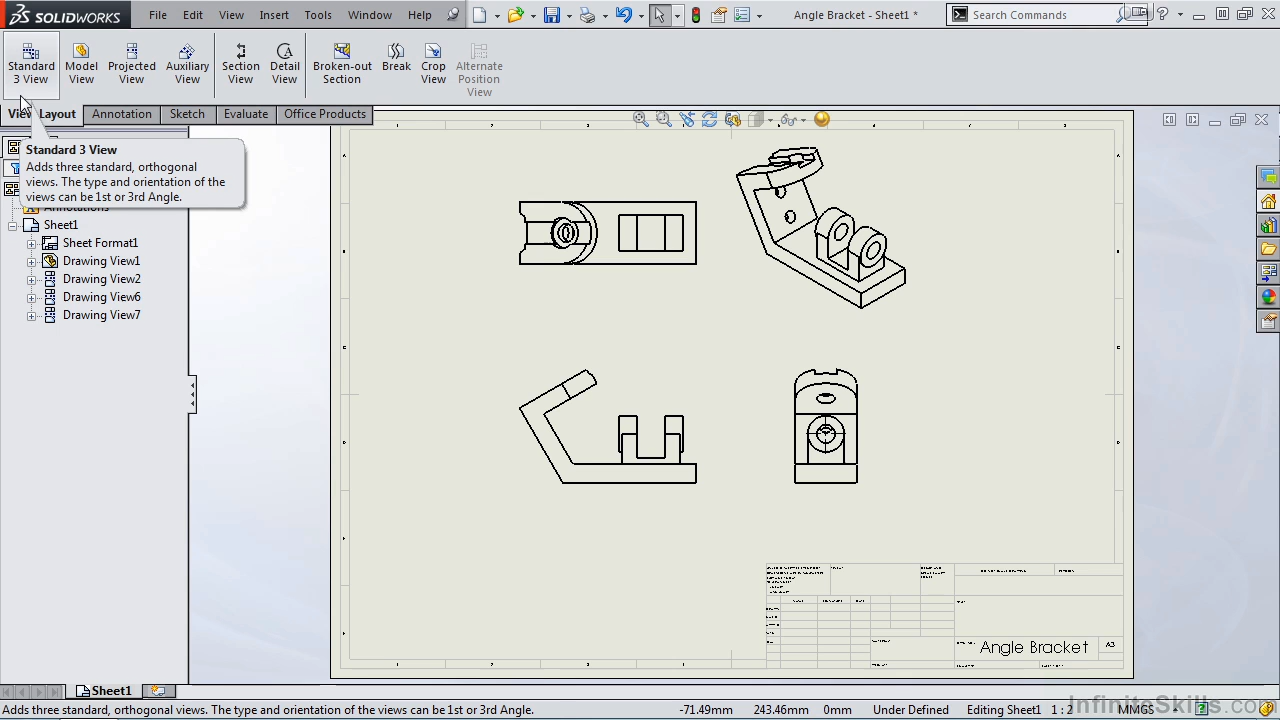 SOLIDWORKS File Edit View Insert Tools Window Help Angle Bracket - Sheet1 * Search Commands
Standard 3 View
Model View
Projected View
Auxiliary View
Section View
Detail View
Broken-out Section
Break
Crop View
Alternate Position View
View Layout Annotation Sketch Evaluate Office Products
Standard 3 View
Adds three standard, orthogonal
views. The type and orientation of the
views can be 1st or 3rd Angle.
Annotations
Sheet1
Sheet Format1
Drawing View1
Drawing View2
Drawing View6
Drawing View7
Angle Bracket
A3
Sheet1
InfiniteSkills.com
Adds three standard, orthogonal views. The type and orientation of the views can be 1st or 3rd Angle. -71.49mm 243.46mm 0mm Under Defined Editing Sheet1 1 : 2 MMGS